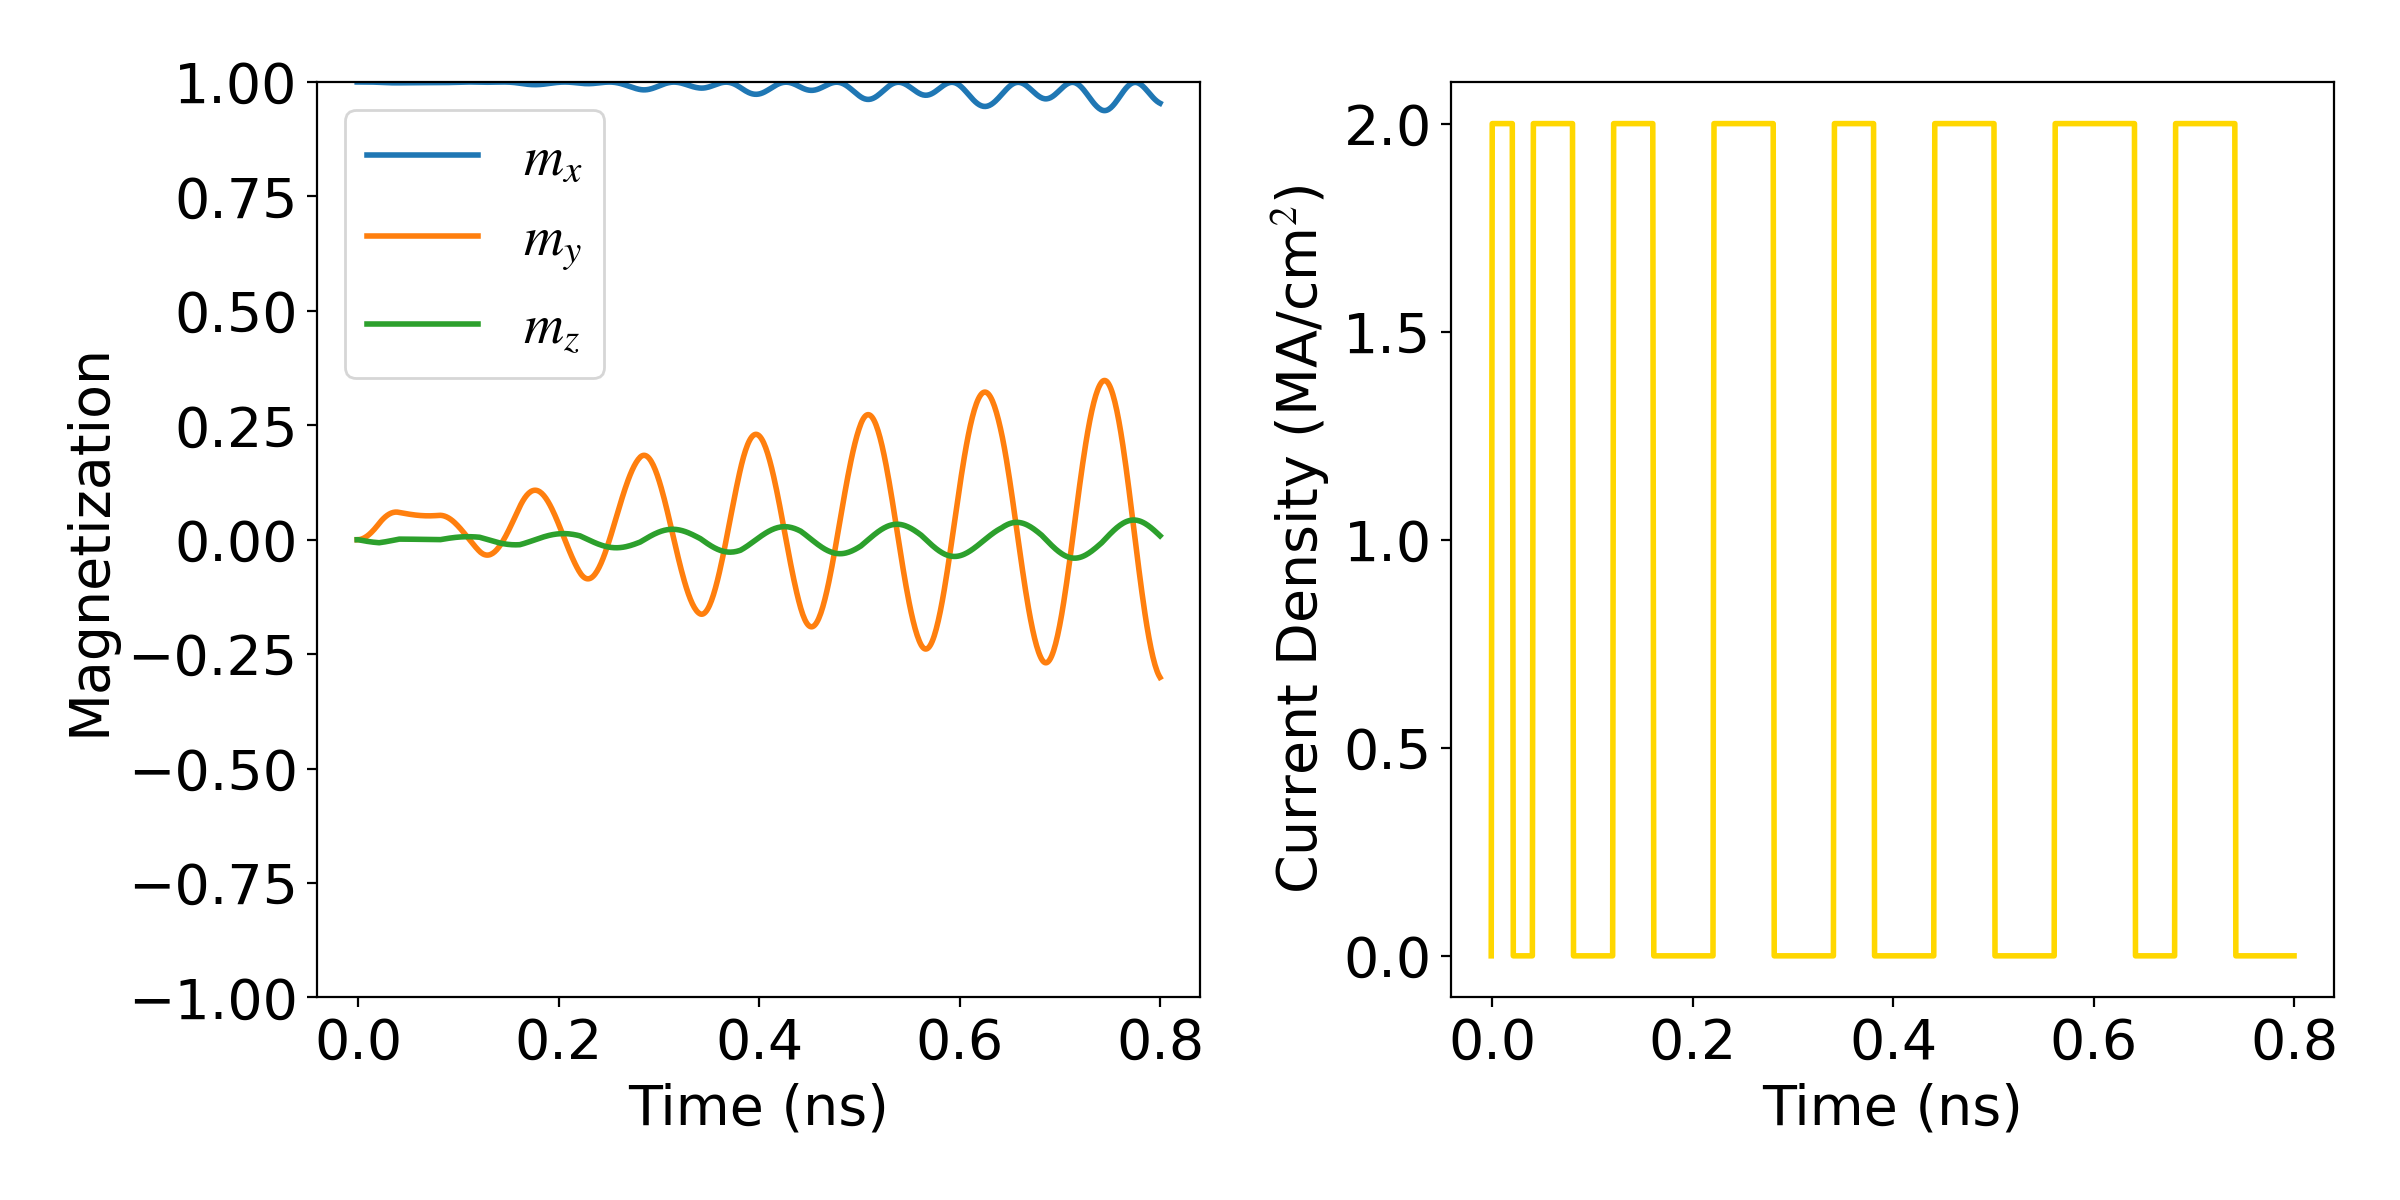 Magnetization
1.00
0.75
0.50
0.25
0.00
−0.25
−0.50
−0.75
−1.00
m_x
m_y
m_z
0.0 0.2 0.4 0.6 0.8
Time (ns)
Current Density (MA/cm²)
2.0
1.5
1.0
0.5
0.0
0.0 0.2 0.4 0.6 0.8
Time (ns)